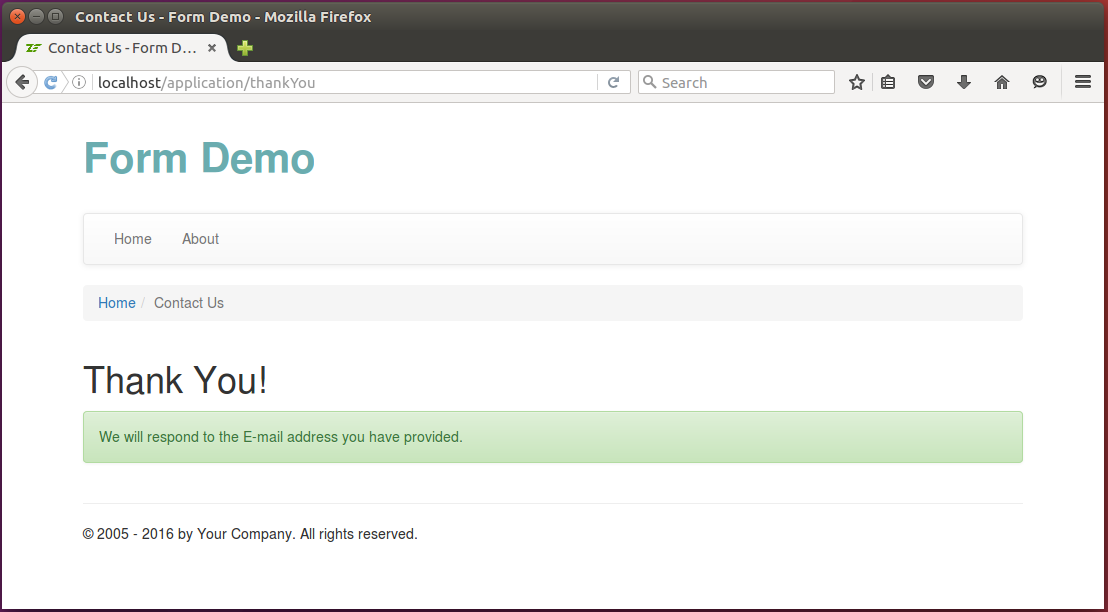 Contact Us - Form Demo - Mozilla Firefox
Contact Us - Form D...
localhost/application/thankYou
Search
Form Demo
Home About
Home / Contact Us
Thank You!
We will respond to the E-mail address you have provided.
© 2005 - 2016 by Your Company. All rights reserved.